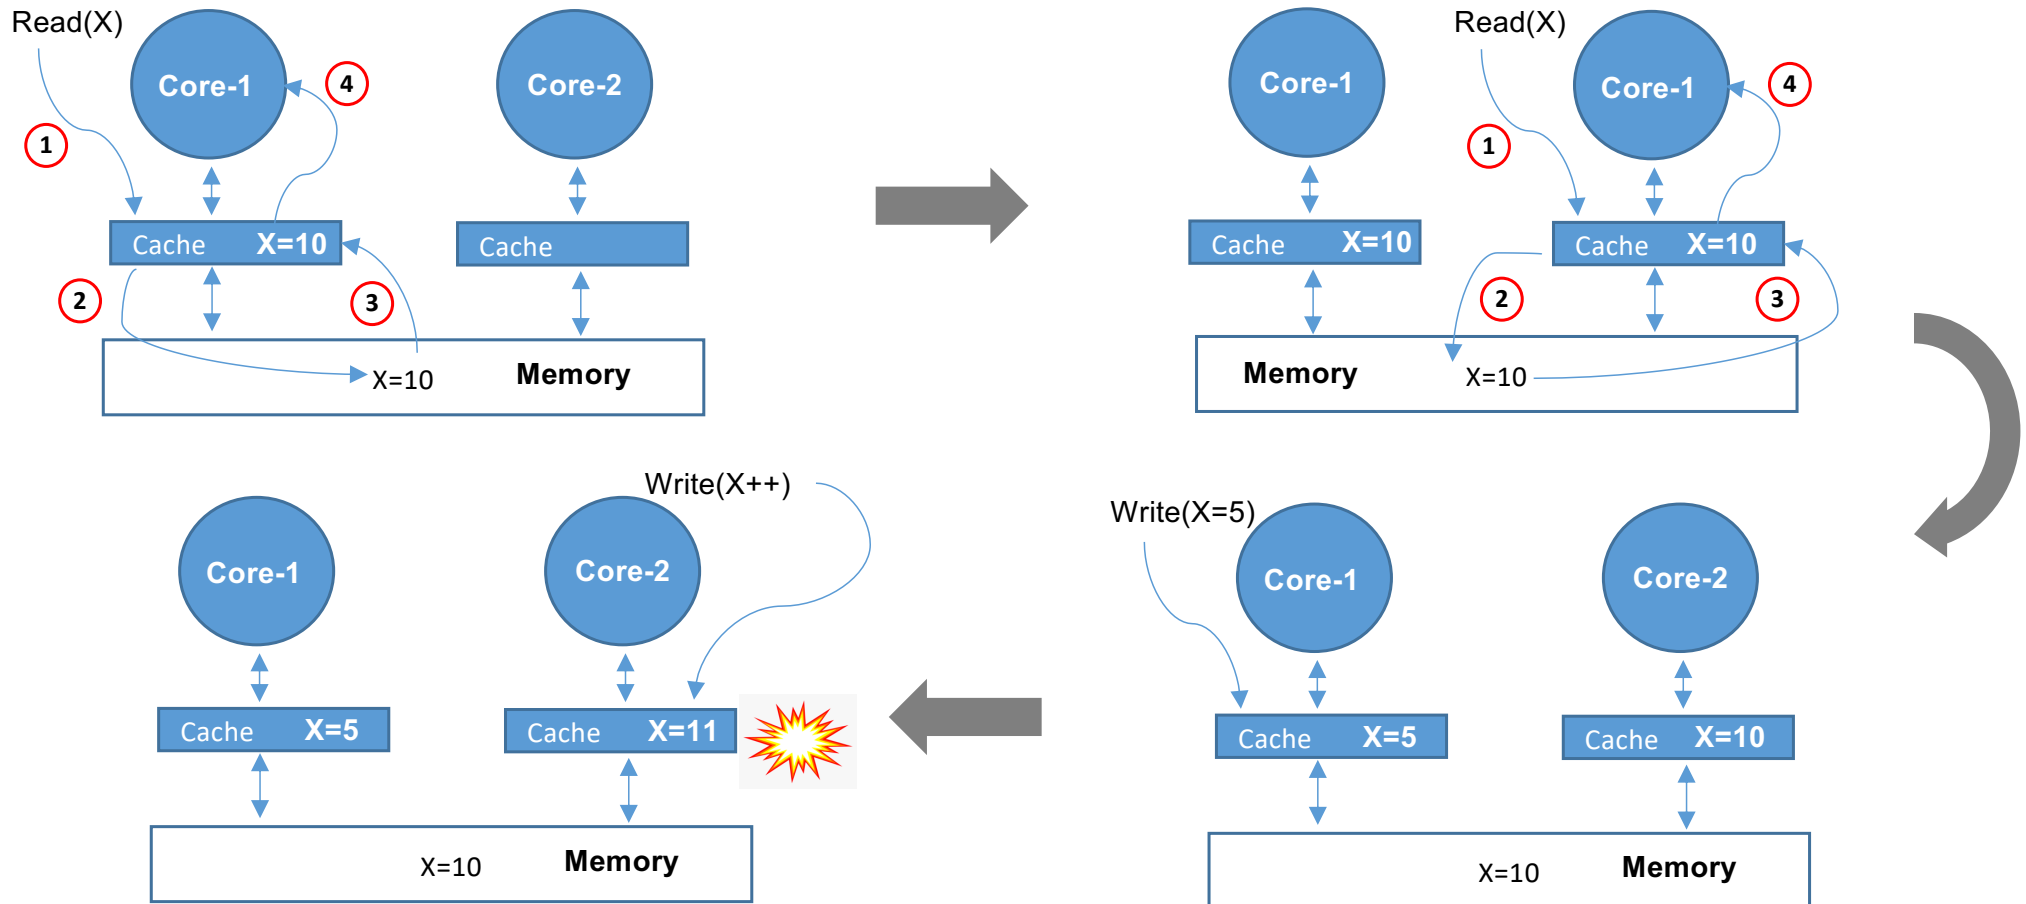 Read(X)
Core-1
Core-2
4
1
Cache X=10
Cache
2
3
X=10 Memory
Read(X)
Core-1
Core-1
4
1
Cache X=10
Cache X=10
2
3
Memory X=10
Write(X=5)
Core-1
Core-2
Cache X=5
Cache X=10
X=10 Memory
Write(X++)
Core-1
Core-2
Cache X=5
Cache X=11
X=10 Memory